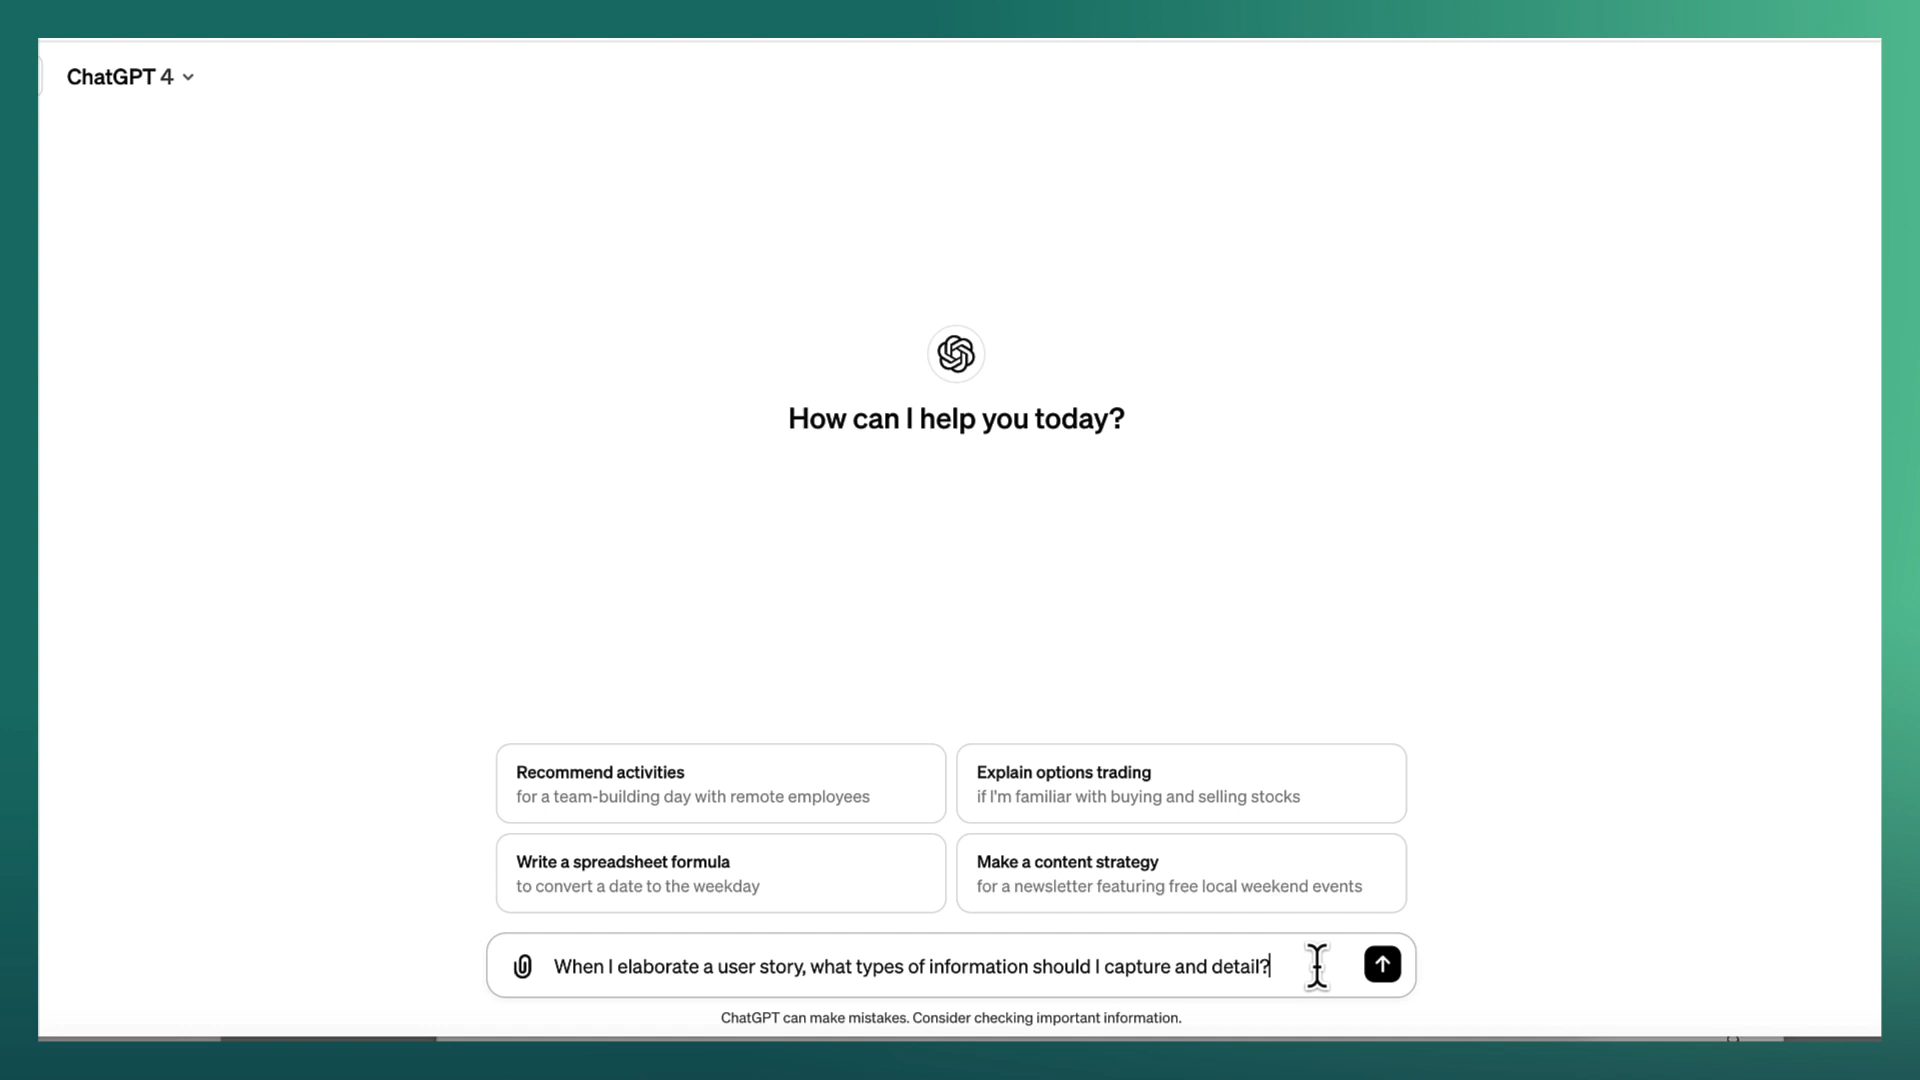 ChatGPT 4
How can I help you today?
Recommend activities
for a team-building day with remote employees
Explain options trading
if I'm familiar with buying and selling stocks
Write a spreadsheet formula
to convert a date to the weekday
Make a content strategy
for a newsletter featuring free local weekend events
When I elaborate a user story, what types of information should I capture and detail?
ChatGPT can make mistakes. Consider checking important information.